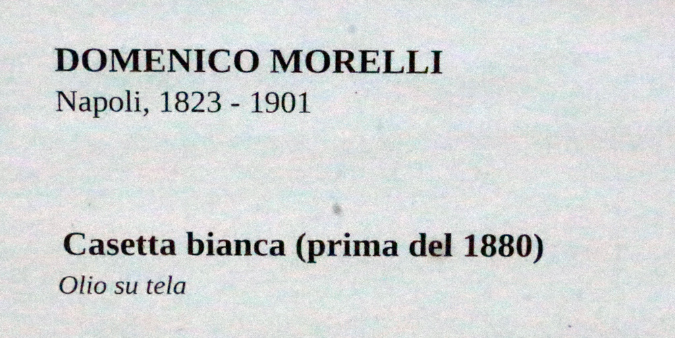 DOMENICO MORELLI
Napoli, 1823 - 1901
Casetta bianca (prima del 1880)
Olio su tela